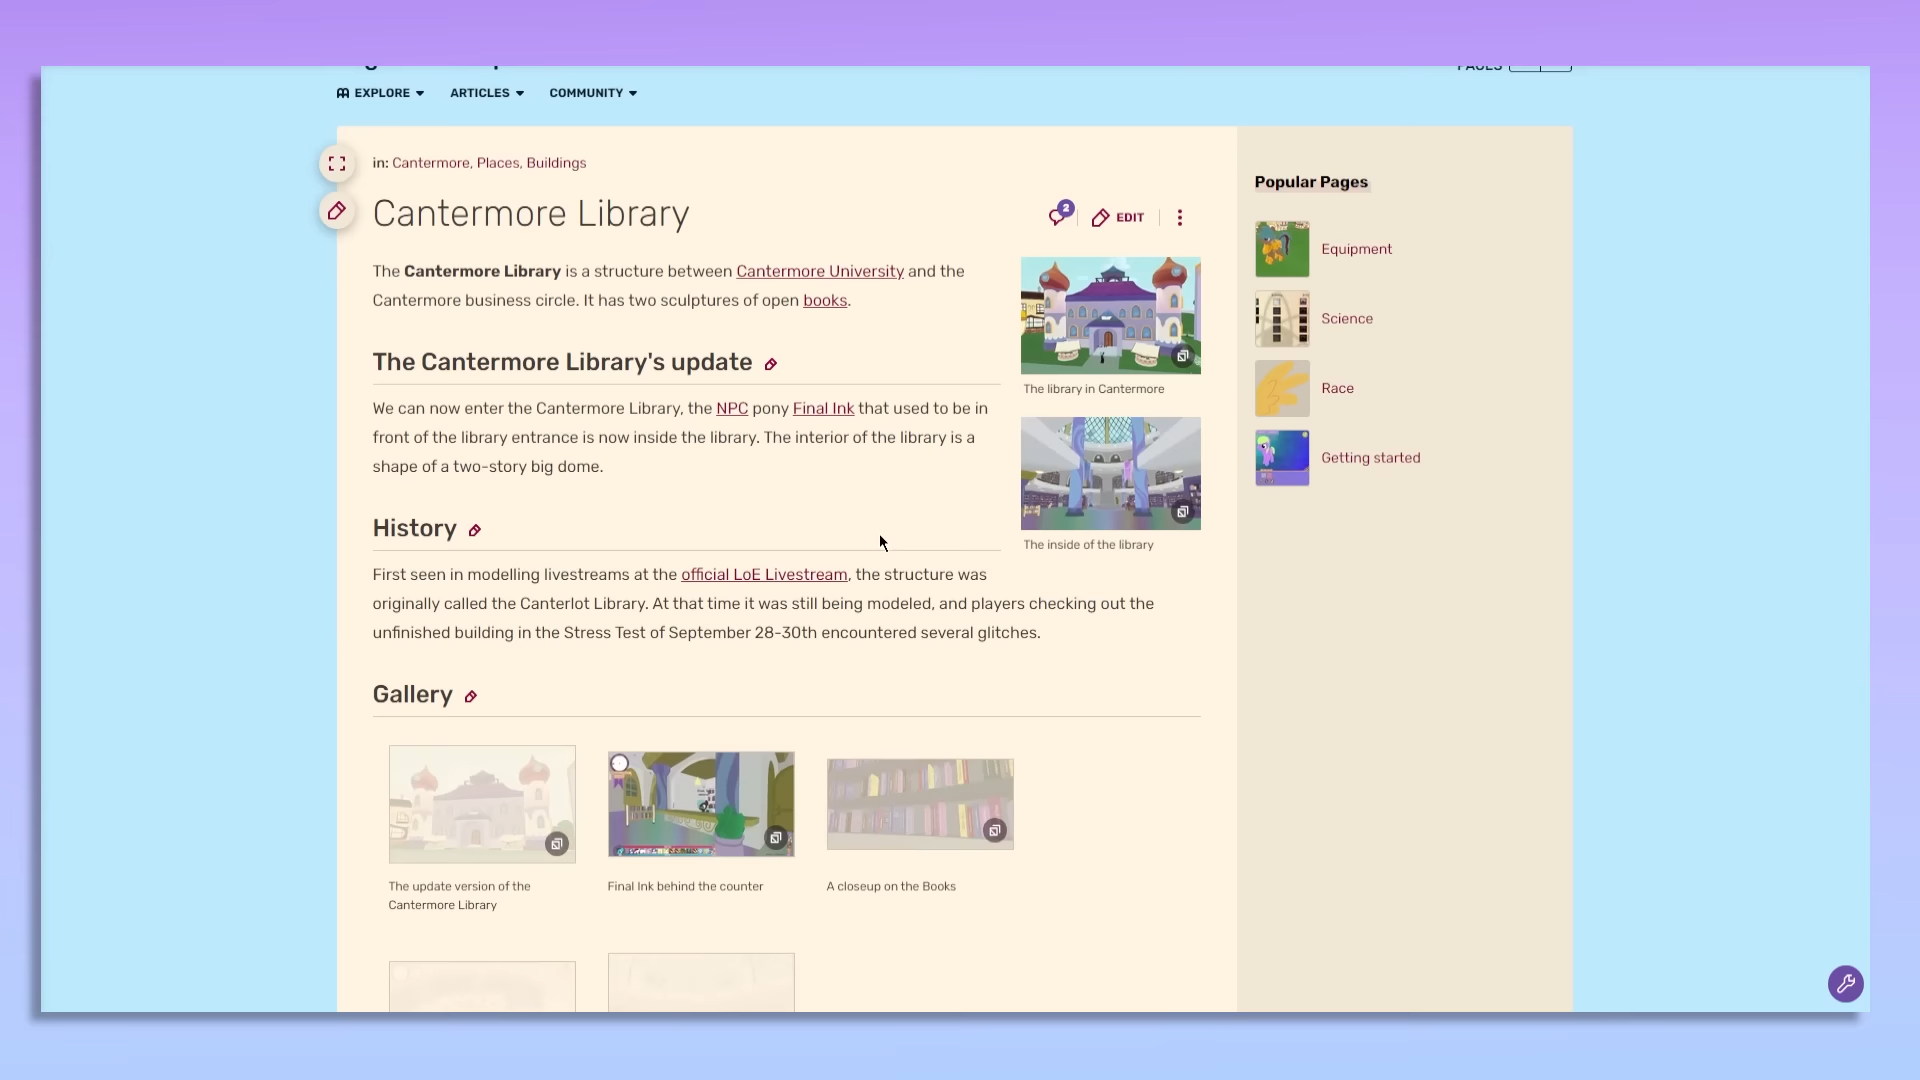 EXPLORE ARTICLES COMMUNITY
in: Cantermore, Places, Buildings
Cantermore Library
2
EDIT
The Cantermore Library is a structure between Cantermore University and the
Cantermore business circle. It has two sculptures of open books.
The library in Cantermore
The Cantermore Library's update
We can now enter the Cantermore Library, the NPC pony Final Ink that used to be in
front of the library entrance is now inside the library. The interior of the library is a
shape of a two-story big dome.
The inside of the library
History
First seen in modelling livestreams at the official LoE Livestream, the structure was
originally called the Canterlot Library. At that time it was still being modeled, and players checking out the
unfinished building in the Stress Test of September 28-30th encountered several glitches.
Gallery
The update version of the
Cantermore Library
Final Ink behind the counter
A closeup on the Books
Popular Pages
Equipment
Science
Race
Getting started